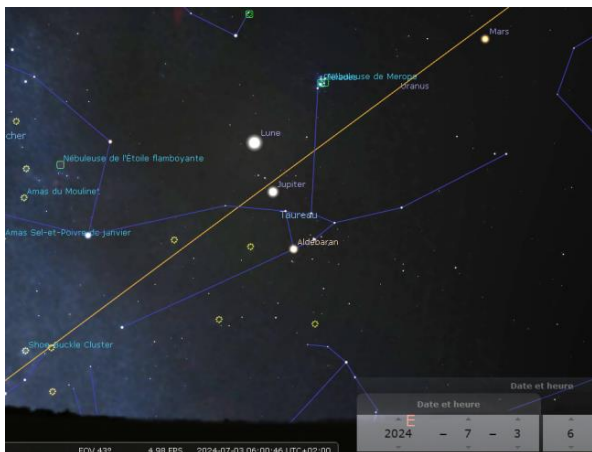 Mars
Nébuleuse de Merope
Uranus
Lune
cher
Nébuleuse de l'Étoile flamboyante
Jupiter
Amas du Moulinet
Taureau
Amas Sel-et-Poivre de janvier
Aldébaran
Shoe-Buckle Cluster
Date et heure
Date et heure
E
2024 - 7 - 3 6
FOV 43° 4.98 FPS 2024-07-03 06:00:46 UTC+02:00